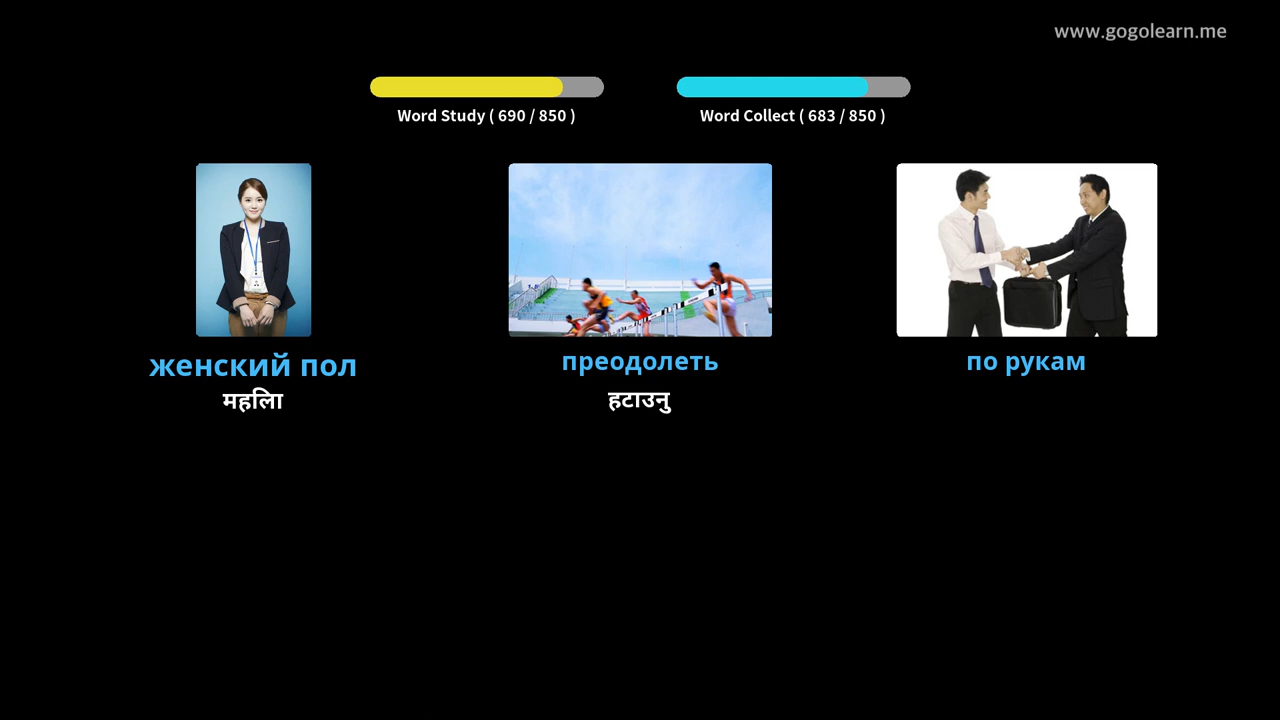 www.gogolearn.me
Word Study ( 690 / 850 )
Word Collect ( 683 / 850 )
женский пол
преодолеть
по рукам
महिला
हटाउनु